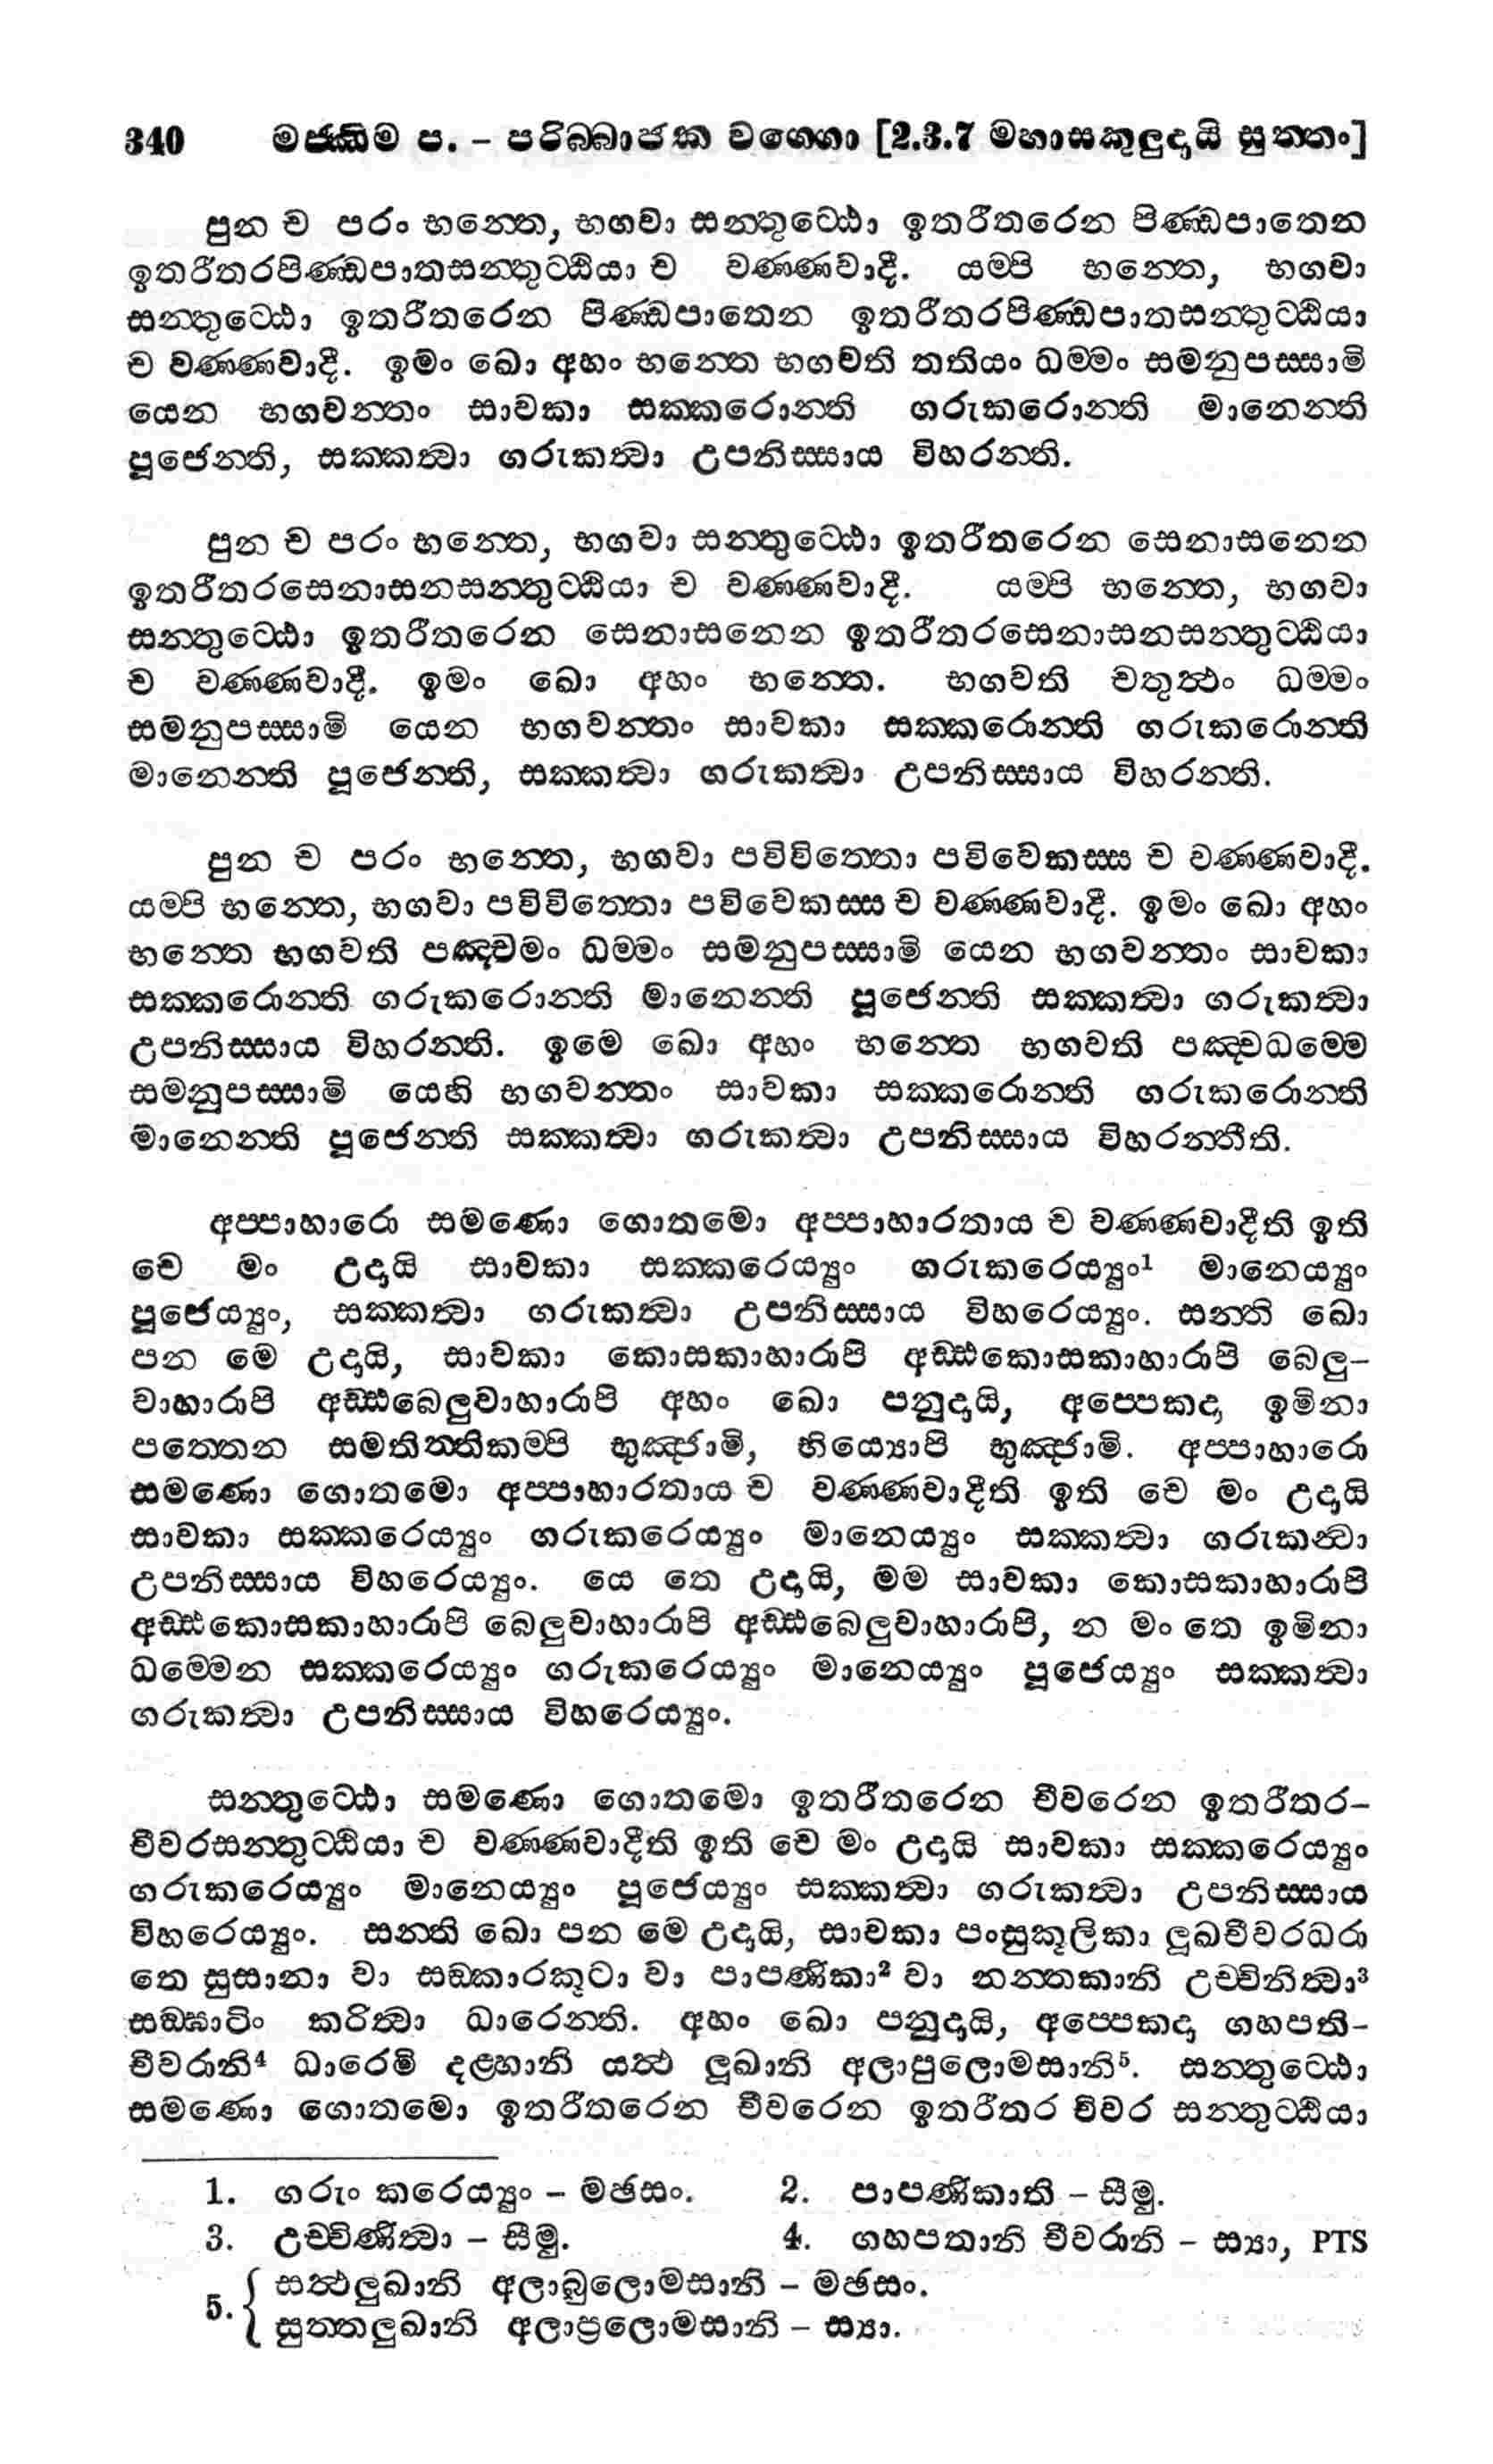 340 මජ්ඣිම ප. – පරිබ්බාජක වග්ගො [2.3.7 මහාසකුලුදායි සුත්තං]
පුන ච පරං භන්තෙ, භගවා සන්තුට්ඨො ඉතරීතරෙන පිණ්ඩපාතෙන
ඉතරීතරපිණ්ඩපාතසන්තුට්ඨියා ච වණ්ණවාදී. යම්පි භන්තෙ, භගවා
සන්තුට්ඨො ඉතරීතරෙන පිණ්ඩපාතෙන ඉතරීතරපිණ්ඩපාතසන්තුට්ඨියා
ච වණ්ණවාදී. ඉමං ඛො අහං භන්තෙ භගවති තතියං ධම්මං සමනුපස්සාමි
යෙන භගවන්තං සාවකා සක්කරොන්ති ගරුකරොන්ති මානෙන්ති
පූජෙන්ති, සක්කත්වා ගරුකත්වා උපනිස්සාය විහරන්ති.
පුන ච පරං භන්තෙ, භගවා සන්තුට්ඨො ඉතරීතරෙන සෙනාසනෙන
ඉතරීතරසෙනාසනසන්තුට්ඨියා ච වණ්ණවාදී. යම්පි භන්තෙ, භගවා
සන්තුට්ඨො ඉතරීතරෙන සෙනාසනෙන ඉතරීතරසෙනාසනසන්තුට්ඨියා
ච වණ්ණවාදී. ඉමං ඛො අහං භන්තෙ. භගවති චතුත්ථං ධම්මං
සමනුපස්සාමි යෙන භගවන්තං සාවකා සක්කරොන්ති ගරුකරොන්ති
මානෙන්ති පූජෙන්ති, සක්කත්වා ගරුකත්වා උපනිස්සාය විහරන්ති.
පුන ච පරං භන්තෙ, භගවා පවිවිත්තො පවිවෙකස්ස ච වණ්ණවාදී.
යම්පි භන්තෙ, භගවා පවිවිත්තො පවිවෙකස්ස ච වණ්ණවාදී. ඉමං ඛො අහං
භන්තෙ භගවති පඤ්චමං ධම්මං සමනුපස්සාමි යෙන භගවන්තං සාවකා
සක්කරොන්ති ගරුකරොන්ති මානෙන්ති පූජෙන්ති සක්කත්වා ගරුකත්වා
උපනිස්සාය විහරන්ති. ඉමෙ ඛො අහං භන්තෙ භගවති පඤ්චධම්මෙ
සමනුපස්සාමි යෙහි භගවන්තං සාවකා සක්කරොන්ති ගරුකරොන්ති
මානෙන්ති පූජෙන්ති සක්කත්වා ගරුකත්වා උපනිස්සාය විහරන්තීති.
අප්පාහාරො සමණො ගොතමො අප්පාහාරතාය ච වණ්ණවාදීති ඉති
චෙ මං උදායි සාවකා සක්කරෙය්‍යුං ගරුකරෙය්‍යුං¹ මානෙය්‍යුං
පූජෙය්‍යුං, සක්කත්වා ගරුකත්වා උපනිස්සාය විහරෙය්‍යුං. සන්ති ඛො
පන මෙ උදායි, සාවකා කොසකාහාරාපි අඩ්ඪකොසකාහාරාපි බෙලු-
වාහාරාපි අඩ්ඪබෙලුවාහාරාපි අහං ඛො පනුදායි, අප්පෙකදා ඉමිනා
පත්තෙන සමතිත්තිකම්පි භුඤ්ජාමි, භිය්‍යොපි භුඤ්ජාමි. අප්පාහාරො
සමණො ගොතමො අප්පාහාරතාය ච වණ්ණවාදීති ඉති චෙ මං උදායි
සාවකා සක්කරෙය්‍යුං ගරුකරෙය්‍යුං මානෙය්‍යුං සක්කත්වා ගරුකත්වා
උපනිස්සාය විහරෙය්‍යුං. යෙ තෙ උදායි, මම සාවකා කොසකාහාරාපි
අඩ්ඪකොසකාහාරාපි බෙලුවාහාරාපි අඩ්ඪබෙලුවාහාරාපි, න මං තෙ ඉමිනා
ධම්මෙන සක්කරෙය්‍යුං ගරුකරෙය්‍යුං මානෙය්‍යුං පූජෙය්‍යුං සක්කත්වා
ගරුකත්වා උපනිස්සාය විහරෙය්‍යුං.
සන්තුට්ඨො සමණො ගොතමො ඉතරීතරෙන චීවරෙන ඉතරීතර-
චීවරසන්තුට්ඨියා ච වණ්ණවාදීති ඉති චෙ මං උදායි සාවකා සක්කරෙය්‍යුං
ගරුකරෙය්‍යුං මානෙය්‍යුං පූජෙය්‍යුං සක්කත්වා ගරුකත්වා උපනිස්සාය
විහරෙය්‍යුං. සන්ති ඛො පන මෙ උදායි, සාවකා පංසුකූලිකා ලූඛචීවරධරා
තෙ සුසානා වා සඞ්කාරකූටා වා පාපණිකා² වා නන්තකානි උච්චිනිත්වා³
සඞ්ඝාටිං කරිත්වා ධාරෙන්ති. අහං ඛො පනුදායි, අප්පෙකදා ගහපති-
චීවරානි⁴ ධාරෙමි දළ්හානි යත්ථ ලූඛානි අලාපුලොමසානි⁵. සන්තුට්ඨො
සමණො ගොතමො ඉතරීතරෙන චීවරෙන ඉතරීතර චීවර සන්තුට්ඨියා
1. ගරුං කරෙය්‍යුං – මඡසං. 2. පාපණිකාති – සීමු.
3. උච්චිණිත්වා – සීමු. 4. ගහපතානි චීවරානි – ස්‍යා, PTS
5. { සත්ථලුඛානි අලාබුලොමසානි – මඡසං.
සුත්තලුඛානි අලාප්‍රලොමසානි – ස්‍යා.